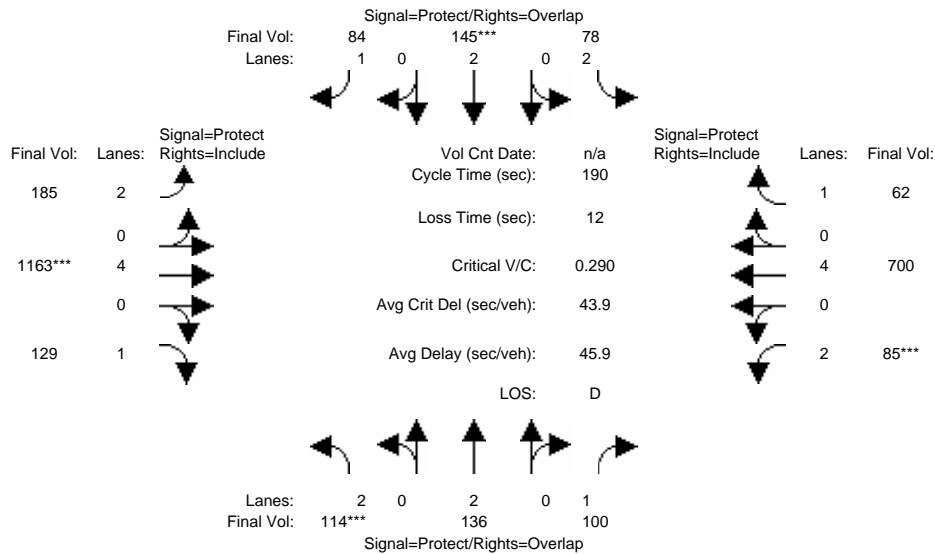 Signal=Protect/Rights=Overlap
Final Vol: 84 145*** 78
Lanes: 1 0 2 0 2
Signal=Protect Signal=Protect
Final Vol: Lanes: Rights=Include Vol Cnt Date: n/a Rights=Include Lanes: Final Vol:
Cycle Time (sec): 190
185 2 1 62
Loss Time (sec): 12
0 0
1163*** 4 Critical V/C: 0.290 4 700
0 Avg Crit Del (sec/veh): 43.9 0
129 1 Avg Delay (sec/veh): 45.9 2 85***
LOS: D
Lanes: 2 0 2 0 1
Final Vol: 114*** 136 100
Signal=Protect/Rights=Overlap